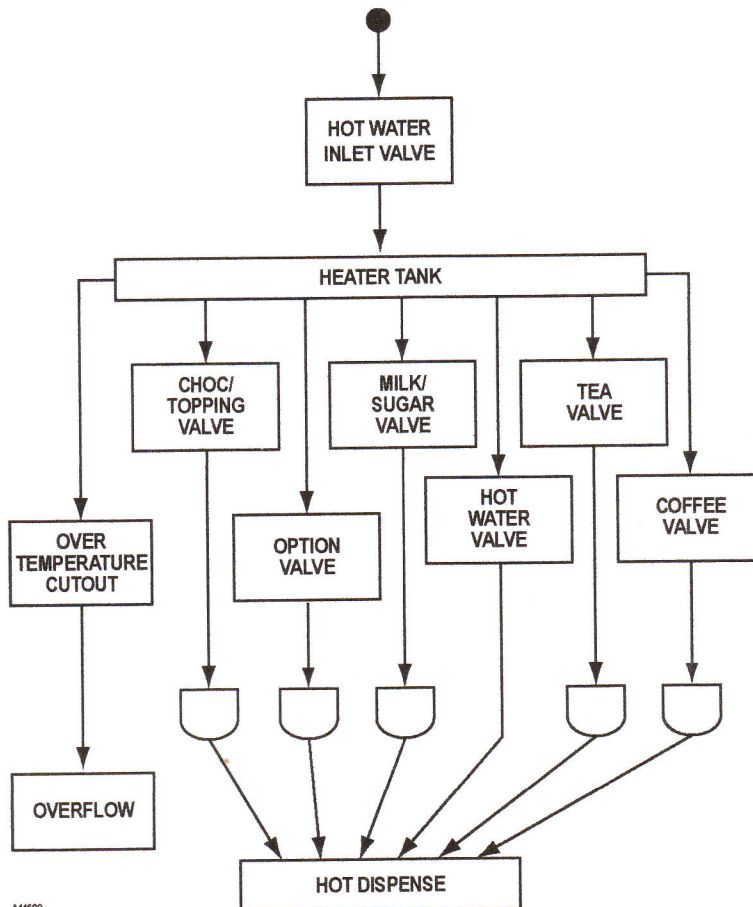 HOT WATER
INLET VALVE
HEATER TANK
CHOC/
TOPPING
VALVE
MILK/
SUGAR
VALVE
TEA
VALVE
HOT
WATER
VALVE
COFFEE
VALVE
OVER
TEMPERATURE
CUTOUT
OPTION
VALVE
OVERFLOW
HOT DISPENSE